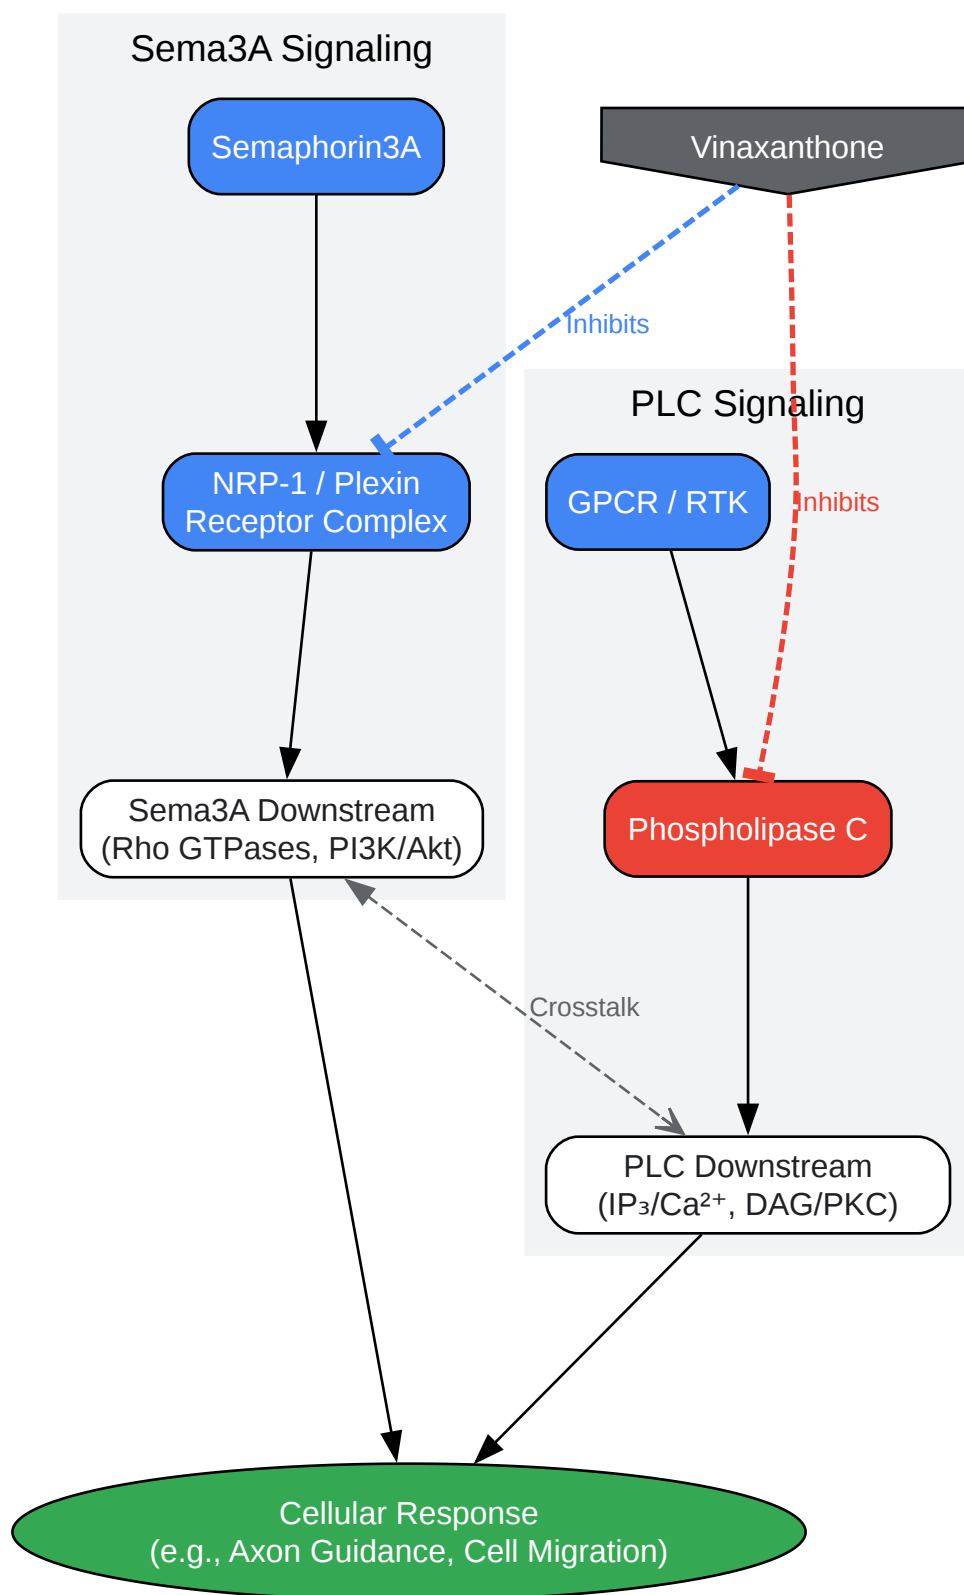 Sema3A Signaling
Semaphorin3A
Vinaxanthone
Inhibits
PLC Signaling
NRP-1 / Plexin
Receptor Complex
GPCR / RTK
Inhibits
Sema3A Downstream
(Rho GTPases, PI3K/Akt)
Phospholipase C
Crosstalk
PLC Downstream
(IP₃/Ca²⁺, DAG/PKC)
Cellular Response
(e.g., Axon Guidance, Cell Migration)